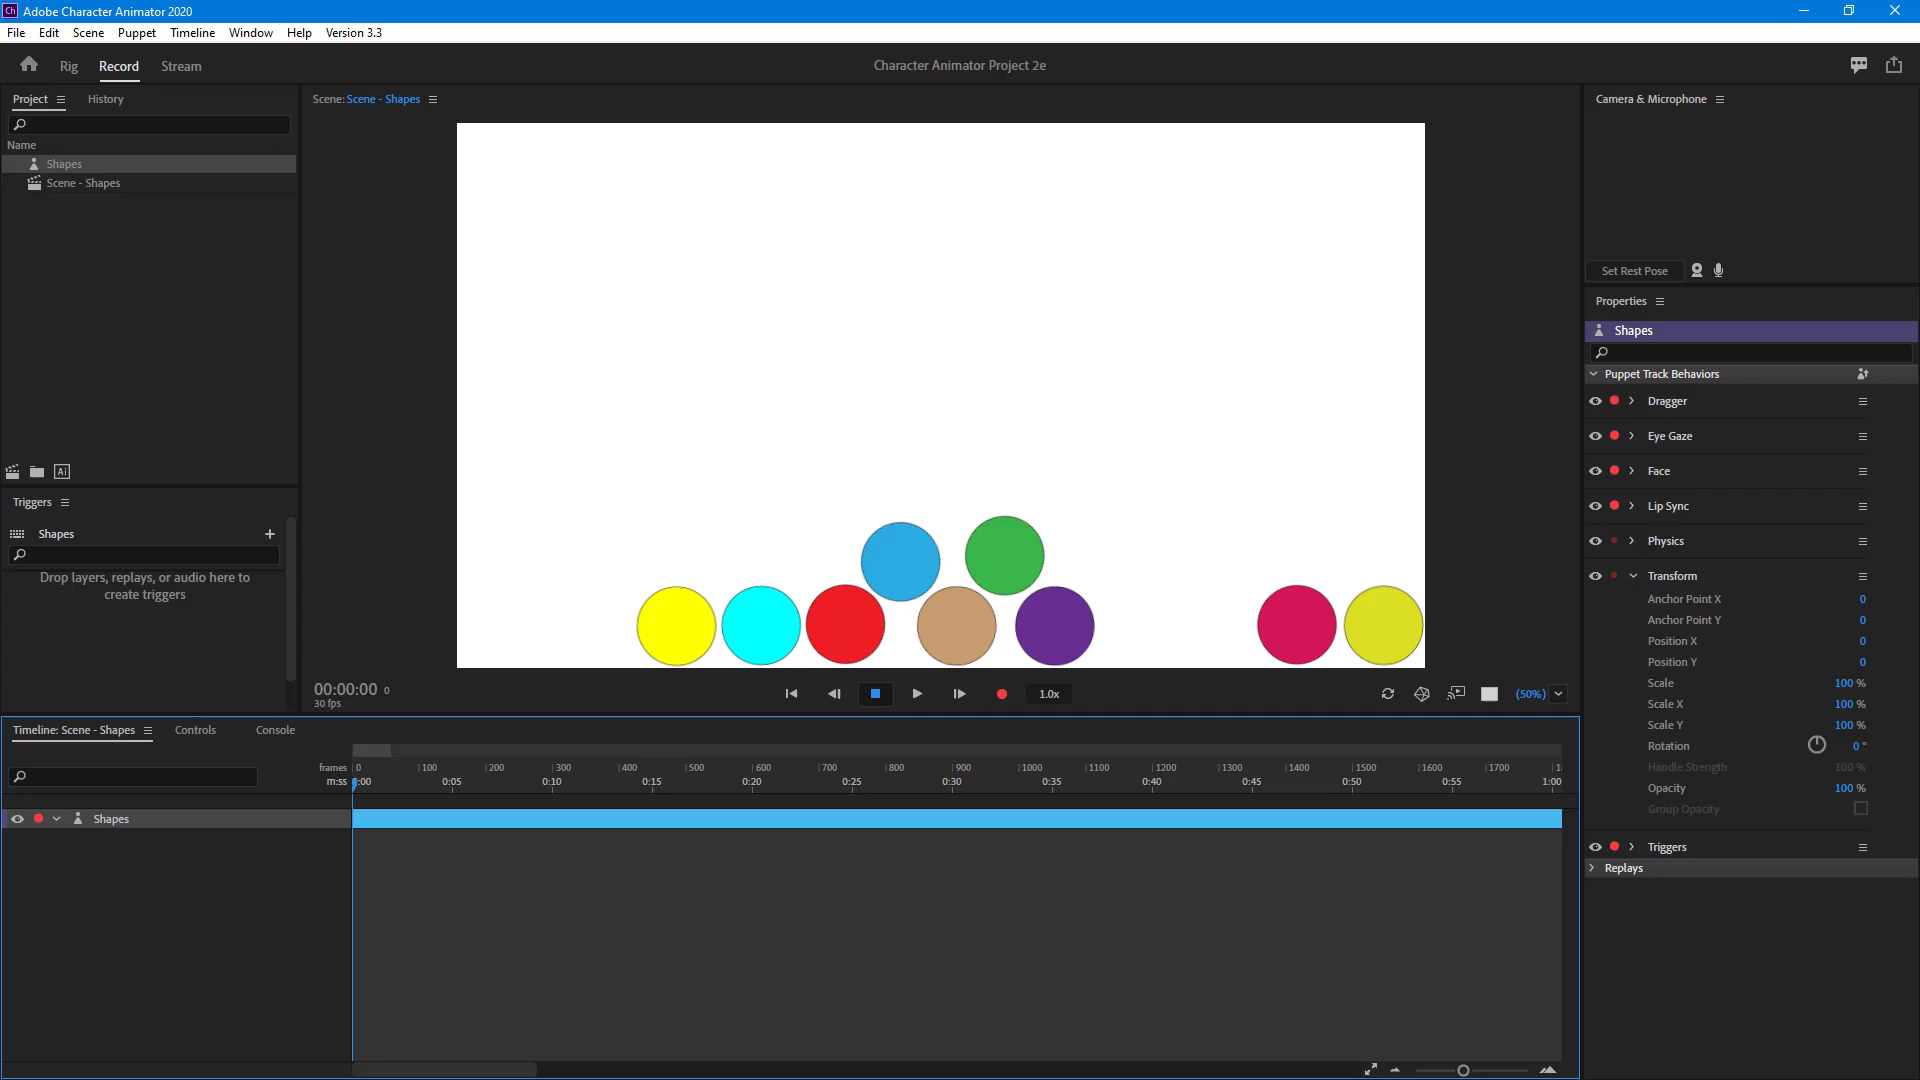 Ch Adobe Character Animator 2020
File Edit Scene Puppet Timeline Window Help Version 3.3
Rig Record Stream
Character Animator Project 2e
Project History
Name
Shapes
Scene - Shapes
Ai
Triggers
Shapes
Drop layers, replays, or audio here to
create triggers
Scene: Scene - Shapes
00:00:00 0
30 fps
1.0x
(50%)
Camera & Microphone
Set Rest Pose
Properties
Shapes
Puppet Track Behaviors
Dragger
Eye Gaze
Face
Lip Sync
Physics
Transform
Anchor Point X 0
Anchor Point Y 0
Position X 0
Position Y 0
Scale 100 %
Scale X 100 %
Scale Y 100 %
Rotation 0 °
Handle Strength 100 %
Opacity 100 %
Group Opacity
Triggers
Replays
Timeline: Scene - Shapes Controls Console
frames 0 100 200 300 400 500 600 700 800 900 1000 1100 1200 1300 1400 1500 1600 1700
m:ss 0:00 0:05 0:10 0:15 0:20 0:25 0:30 0:35 0:40 0:45 0:50 0:55 1:00
Shapes